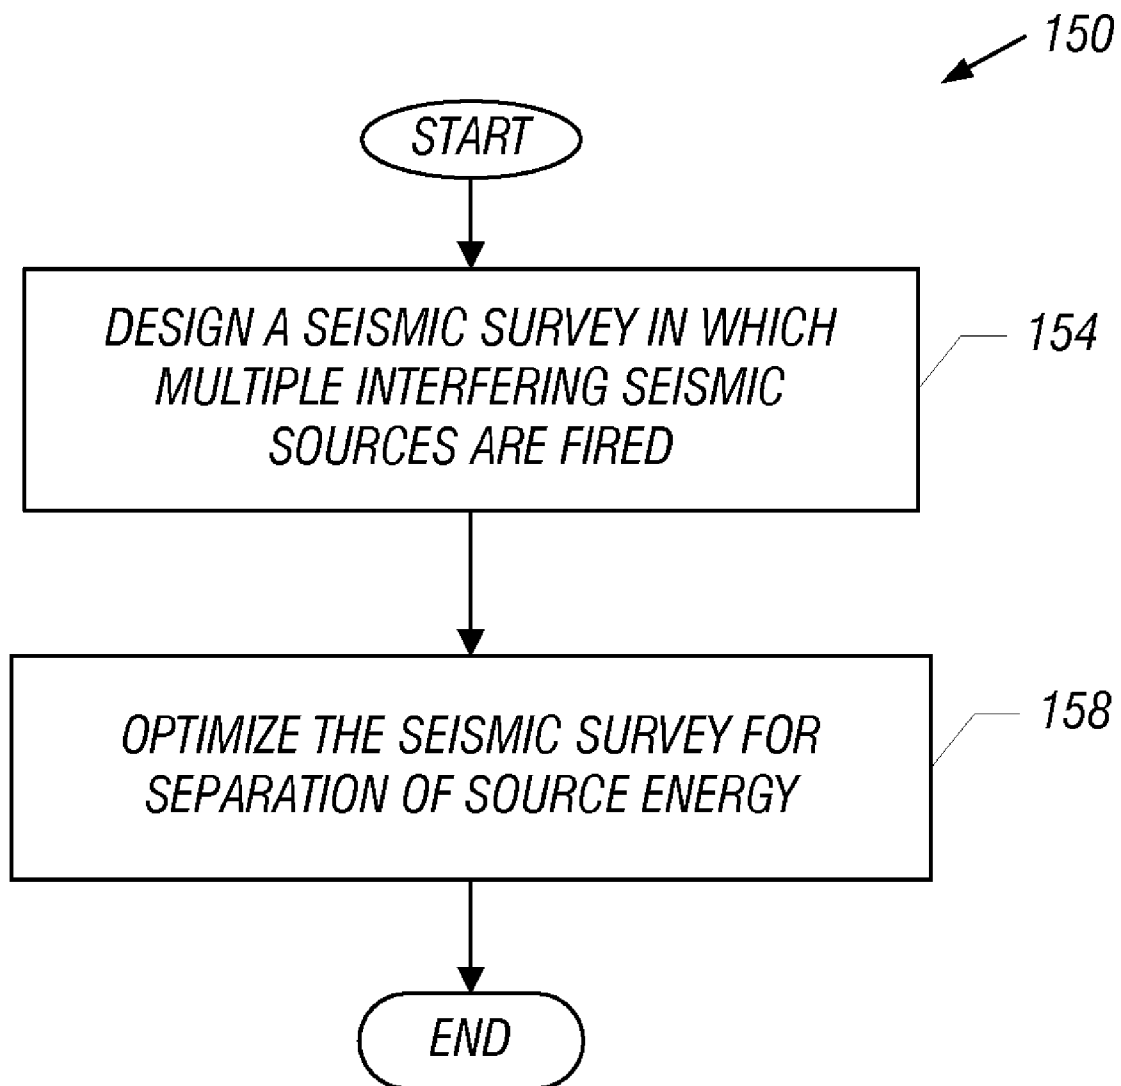 150
START
DESIGN A SEISMIC SURVEY IN WHICH
MULTIPLE INTERFERING SEISMIC
SOURCES ARE FIRED
154
OPTIMIZE THE SEISMIC SURVEY FOR
SEPARATION OF SOURCE ENERGY
158
END